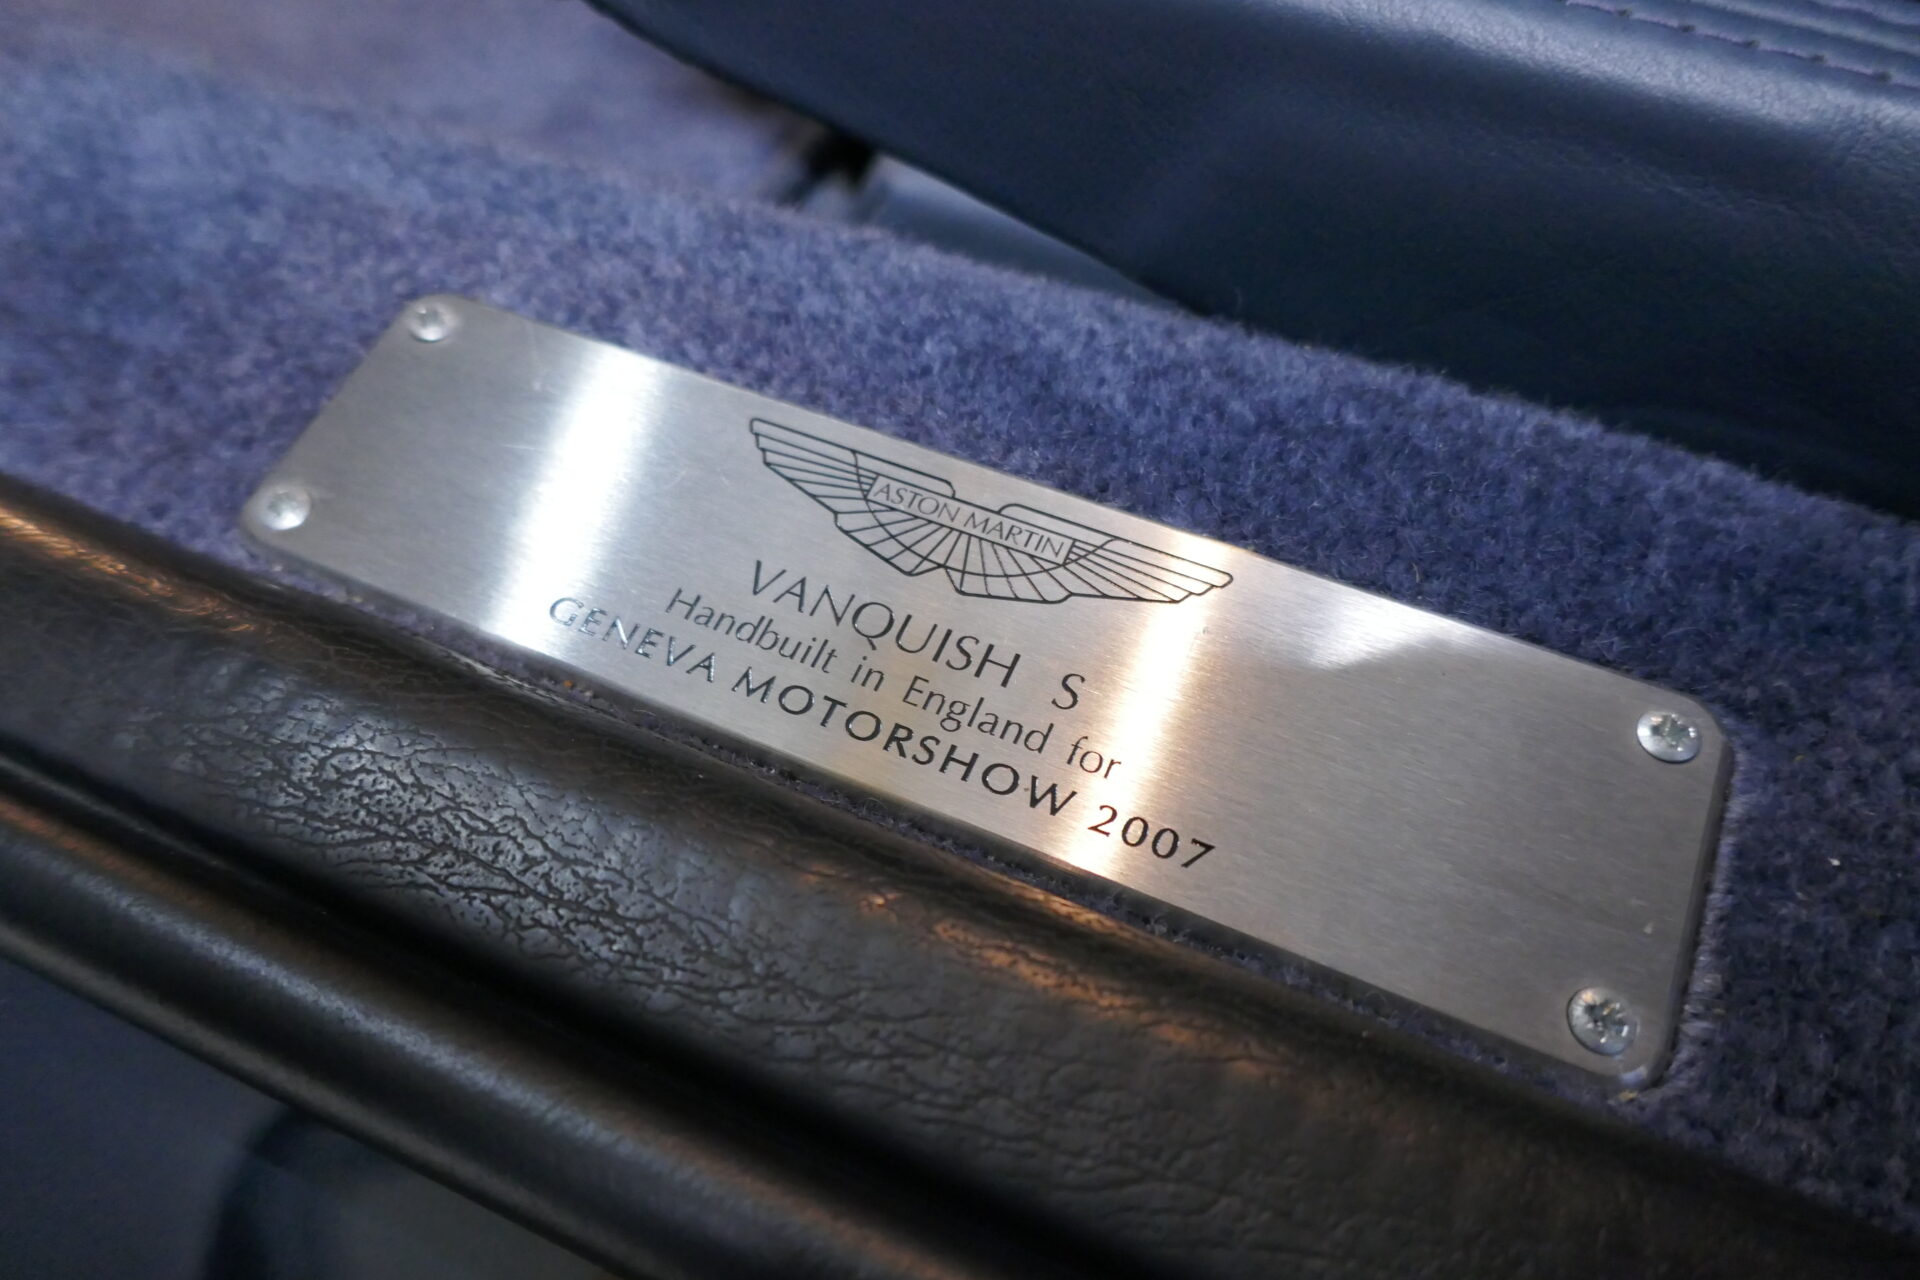 ASTON MARTIN
VANQUISH S
Handbuilt in England for
GENEVA MOTORSHOW 2007